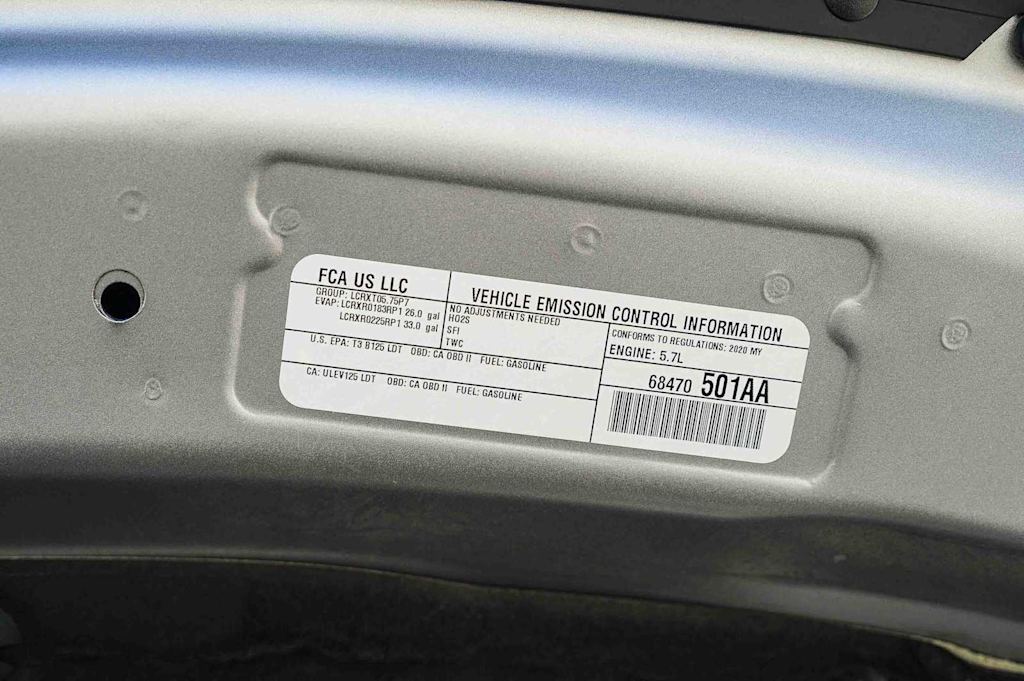 FCA US LLC
GROUP: LCRXT05.75P7
EVAP: LCRXR0183RP1 26.0 gal
LCRXR0225RP1 33.0 gal
VEHICLE EMISSION CONTROL INFORMATION
NO ADJUSTMENTS NEEDED
HO2S
SFI
TWC
CONFORMS TO REGULATIONS: 2020 MY
ENGINE: 5.7L
U.S. EPA: T3 B125 LDT OBD: CA OBD II FUEL: GASOLINE
CA: ULEV125 LDT OBD: CA OBD II FUEL: GASOLINE
68470 501AA